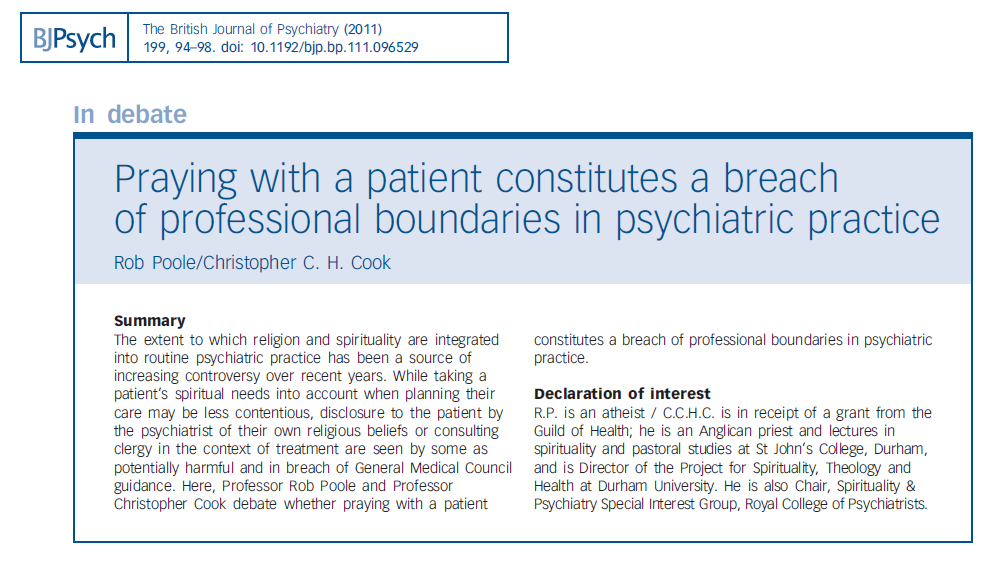 BJPsych
The British Journal of Psychiatry (2011)
199, 94–98. doi: 10.1192/bjp.bp.111.096529
In debate
Praying with a patient constitutes a breach
of professional boundaries in psychiatric practice
Rob Poole/Christopher C. H. Cook
Summary
The extent to which religion and spirituality are integrated
into routine psychiatric practice has been a source of
increasing controversy over recent years. While taking a
patient's spiritual needs into account when planning their
care may be less contentious, disclosure to the patient by
the psychiatrist of their own religious beliefs or consulting
clergy in the context of treatment are seen by some as
potentially harmful and in breach of General Medical Council
guidance. Here, Professor Rob Poole and Professor
Christopher Cook debate whether praying with a patient
constitutes a breach of professional boundaries in psychiatric
practice.
Declaration of interest
R.P. is an atheist / C.C.H.C. is in receipt of a grant from the
Guild of Health; he is an Anglican priest and lectures in
spirituality and pastoral studies at St John's College, Durham,
and is Director of the Project for Spirituality, Theology and
Health at Durham University. He is also Chair, Spirituality &
Psychiatry Special Interest Group, Royal College of Psychiatrists.